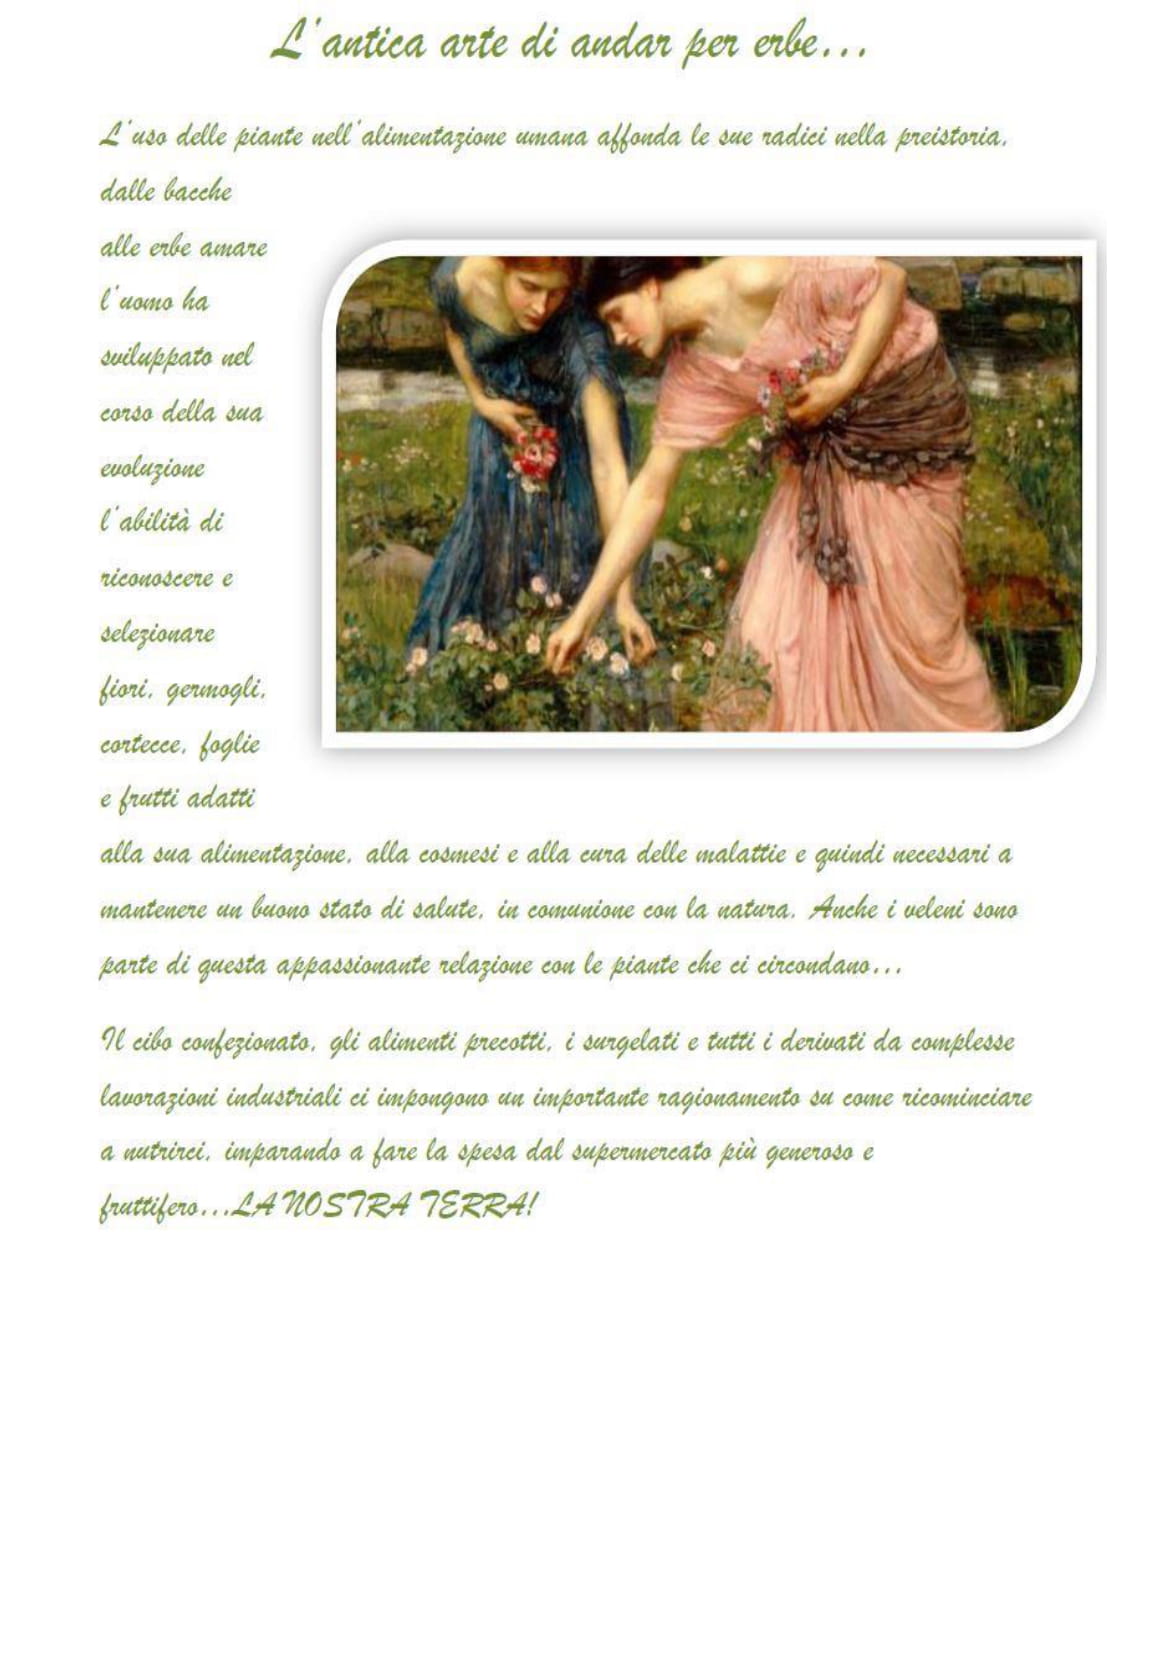 L'antica arte di andar per erbe...
L'uso delle piante nell'alimentazione umana affonda le sue radici nella preistoria,
dalle bacche
alle erbe amare
l'uomo ha
sviluppato nel
corso della sua
evoluzione
l'abilità di
riconoscere e
selezionare
fiori, germogli,
cortecce, foglie
e frutti adatti
alla sua alimentazione, alla cosmesi e alla cura delle malattie e quindi necessari a
mantenere un buono stato di salute, in comunione con la natura. Anche i veleni sono
parte di questa appassionante relazione con le piante che ci circondano...
Il cibo confezionato, gli alimenti precotti, i surgelati e tutti i derivati da complesse
lavorazioni industriali ci impongono un importante ragionamento su come ricominciare
a nutrirci, imparando a fare la spesa dal supermercato più generoso e
fruttifero...LA NOSTRA TERRA!